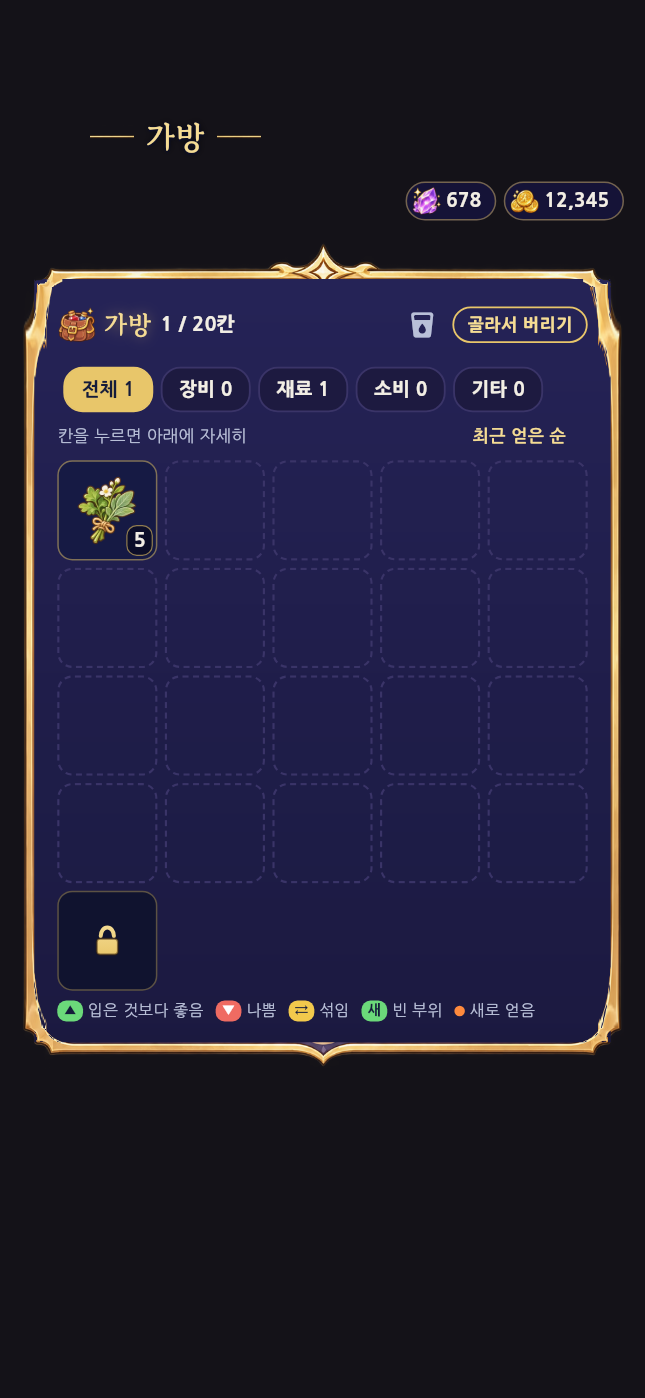 가방
678 12,345
가방 1 / 20칸 골라서 버리기
전체 1 장비 0 재료 1 소비 0 기타 0
칸을 누르면 아래에 자세히 최근 얻은 순
5
▲ 입은 것보다 좋음 ▼ 나쁨 ⇄ 섞임 새 빈 부위 새로 얻음